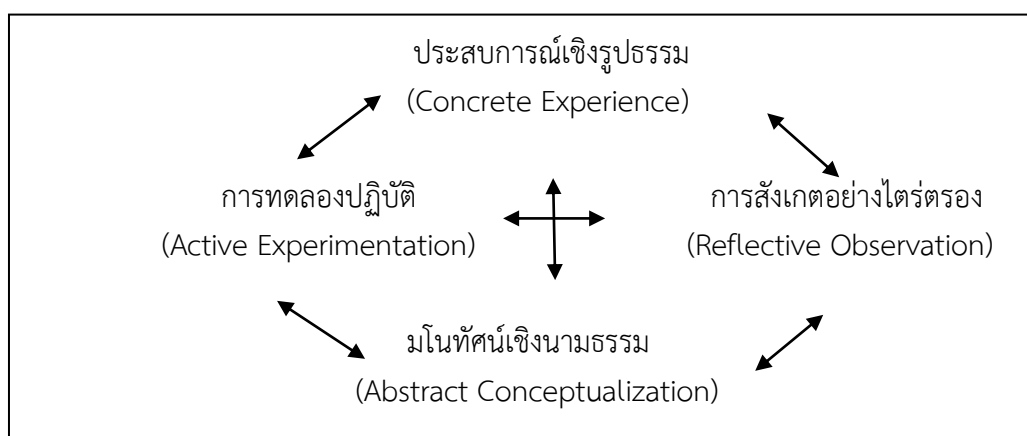 ประสบการณ์เชิงรูปธรรม
(Concrete Experience)
การทดลองปฏิบัติ
(Active Experimentation)
การสังเกตอย่างไตร่ตรอง
(Reflective Observation)
มโนทัศน์เชิงนามธรรม
(Abstract Conceptualization)